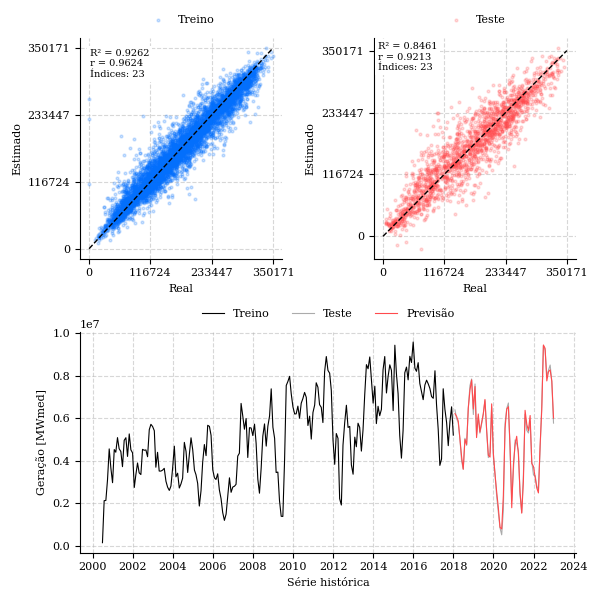 Treino
Teste
350171
233447
116724
0
R² = 0.9262
r = 0.9624
Índices: 23
Estimado
0
116724
233447
350171
Real
350171
233447
116724
0
R² = 0.8461
r = 0.9213
Índices: 23
Estimado
0
116724
233447
350171
Real
Treino
Teste
Previsão
1e7
1.0
0.8
0.6
0.4
0.2
0.0
Geração [MWmed]
2000
2002
2004
2006
2008
2010
2012
2014
2016
2018
2020
2022
2024
Série histórica